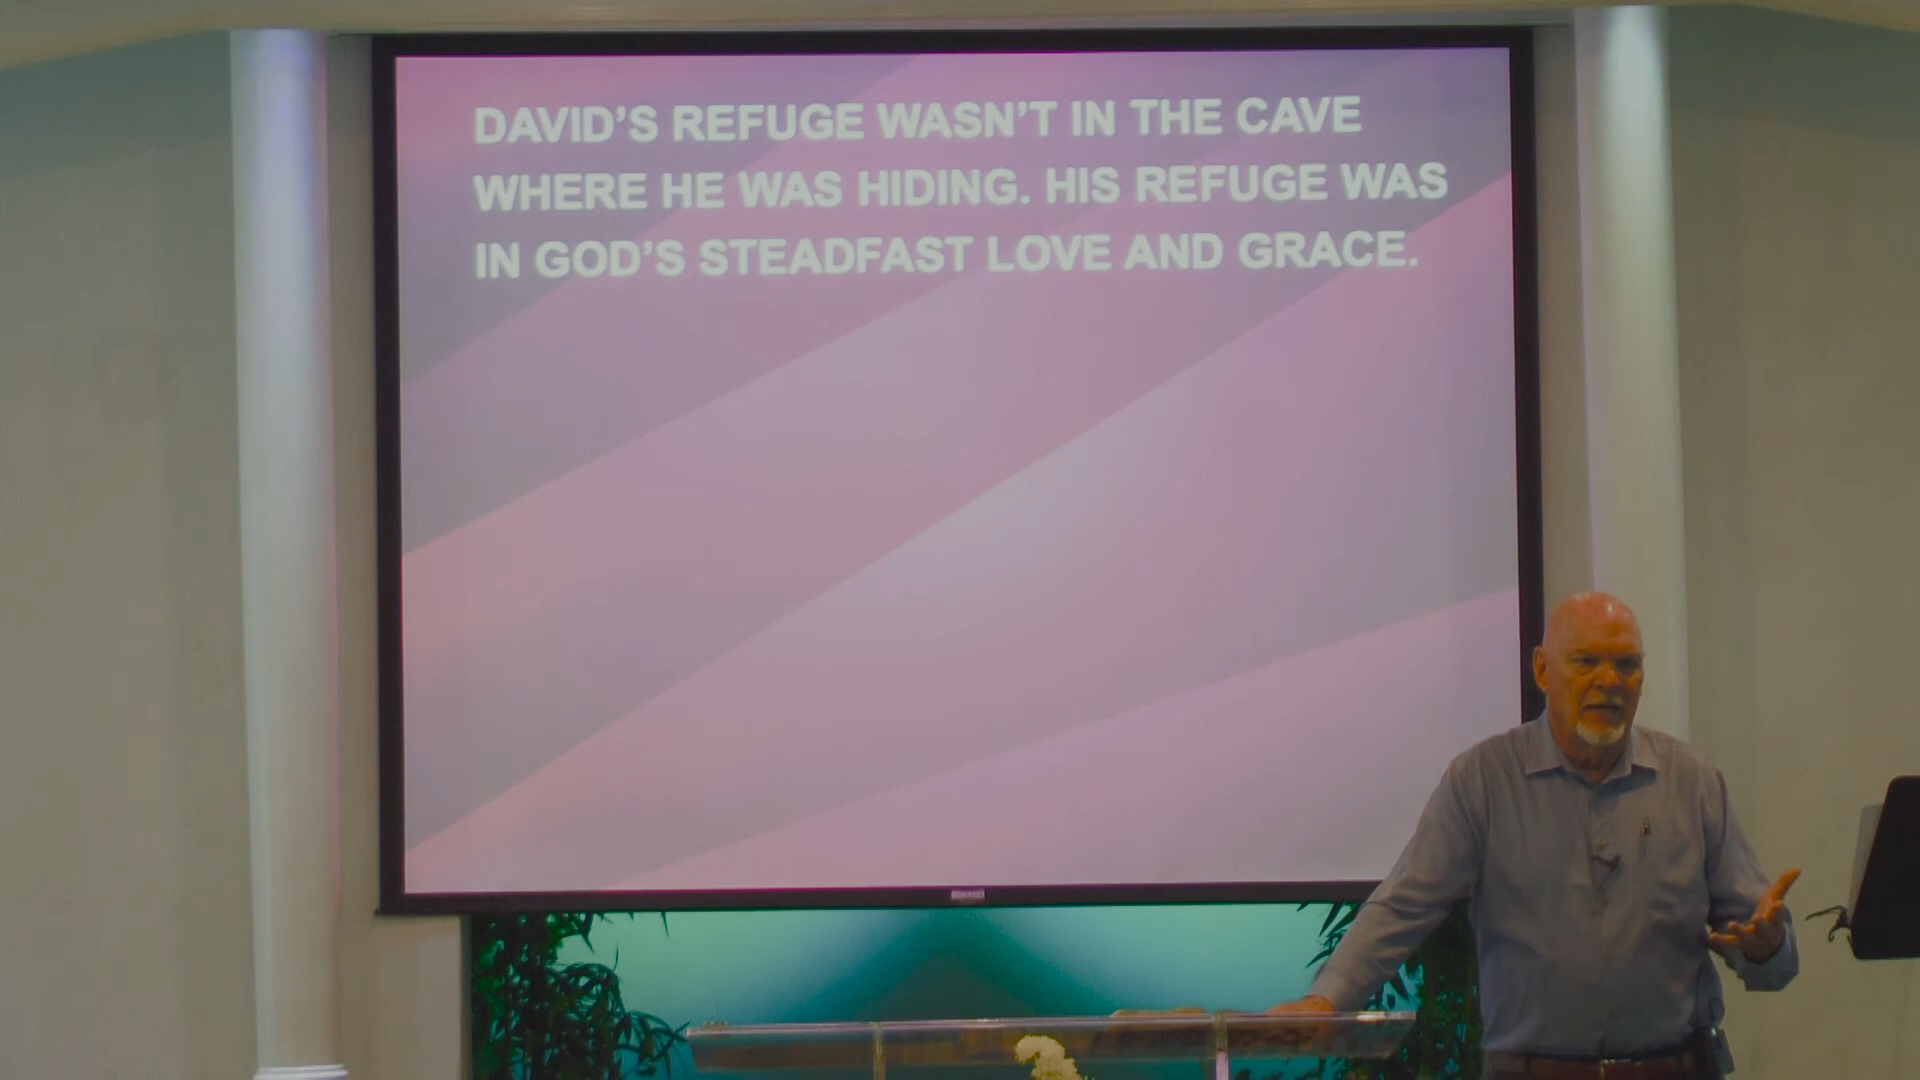 DAVID’S REFUGE WASN’T IN THE CAVE
WHERE HE WAS HIDING. HIS REFUGE WAS
IN GOD’S STEADFAST LOVE AND GRACE.